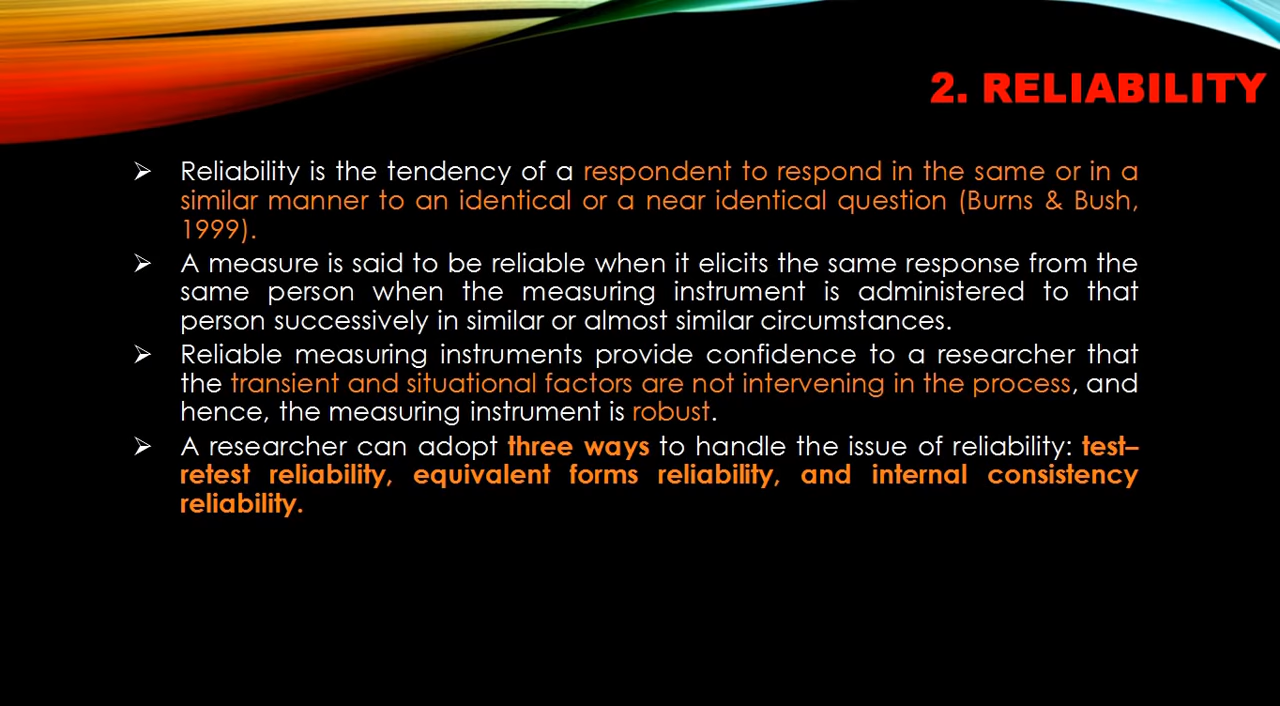 2. RELIABILITY
➢ Reliability is the tendency of a respondent to respond in the same or in a
similar manner to an identical or a near identical question (Burns & Bush,
1999).
➢ A measure is said to be reliable when it elicits the same response from the
same person when the measuring instrument is administered to that
person successively in similar or almost similar circumstances.
➢ Reliable measuring instruments provide confidence to a researcher that
the transient and situational factors are not intervening in the process, and
hence, the measuring instrument is robust.
➢ A researcher can adopt three ways to handle the issue of reliability: test–
retest reliability, equivalent forms reliability, and internal consistency
reliability.